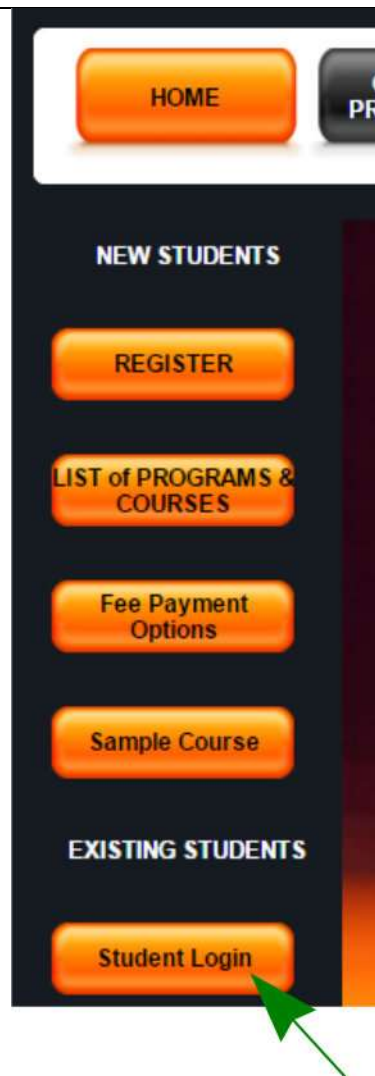 HOME
NEW STUDENTS
REGISTER
LIST of PROGRAMS &
COURSES
Fee Payment
Options
Sample Course
EXISTING STUDENTS
Student Login